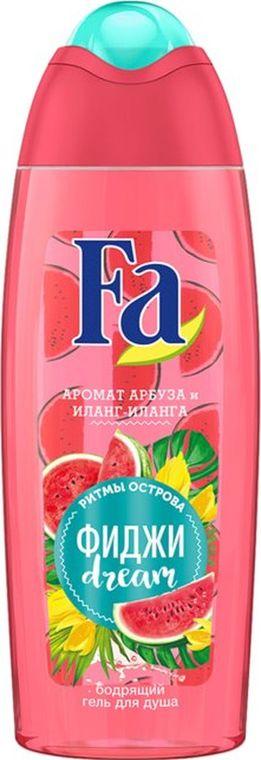 Fa
АРОМАТ АРБУЗА и
ИЛАНГ-ИЛАНГА
РИТМЫ ОСТРОВА
ФИДЖИ
dream
бодрящий
гель для душа